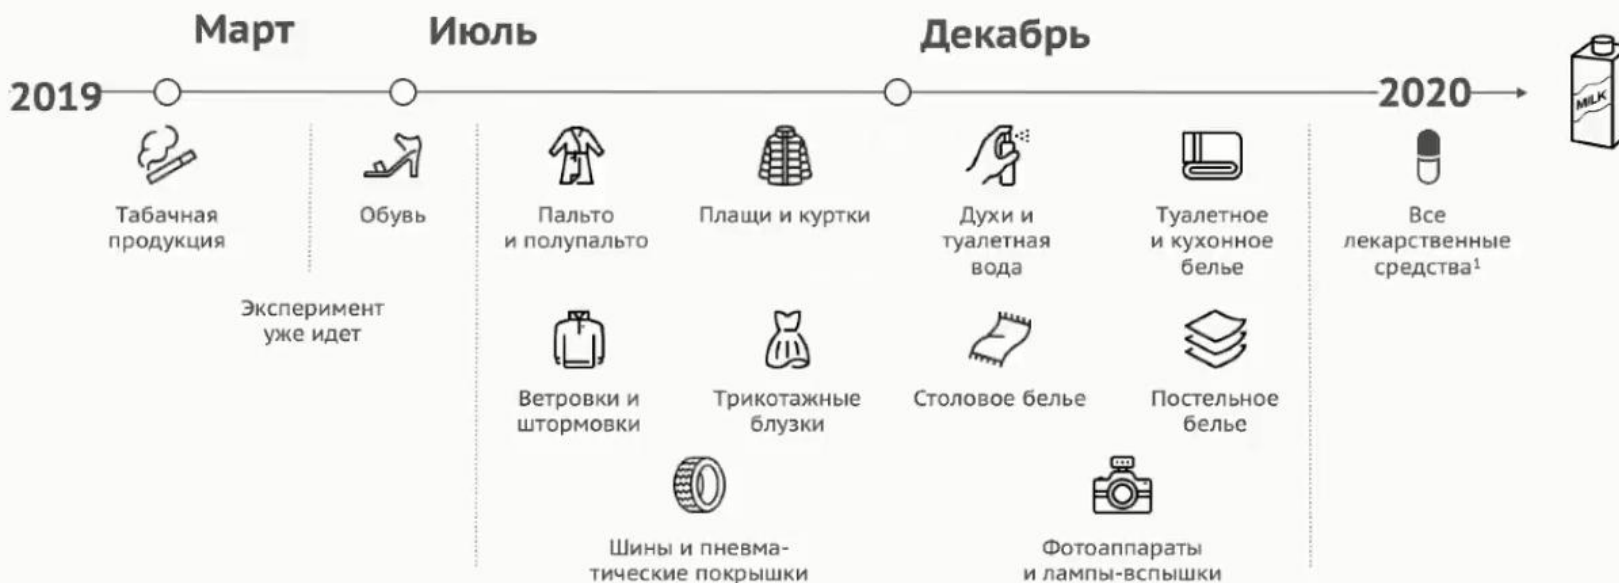 Март
Июль
Декабрь
2019
2020
MILK
Табачная
продукция
Обувь
Пальто
и полупальто
Плащи и куртки
Духи и
туалетная
вода
Туалетное
и кухонное
белье
Все
лекарственные
средства¹
Эксперимент
уже идет
Ветровки и
штормовки
Трикотажные
блузки
Столовое белье
Постельное
белье
Шины и пневма-
тические покрышки
Фотоаппараты
и лампы-вспышки